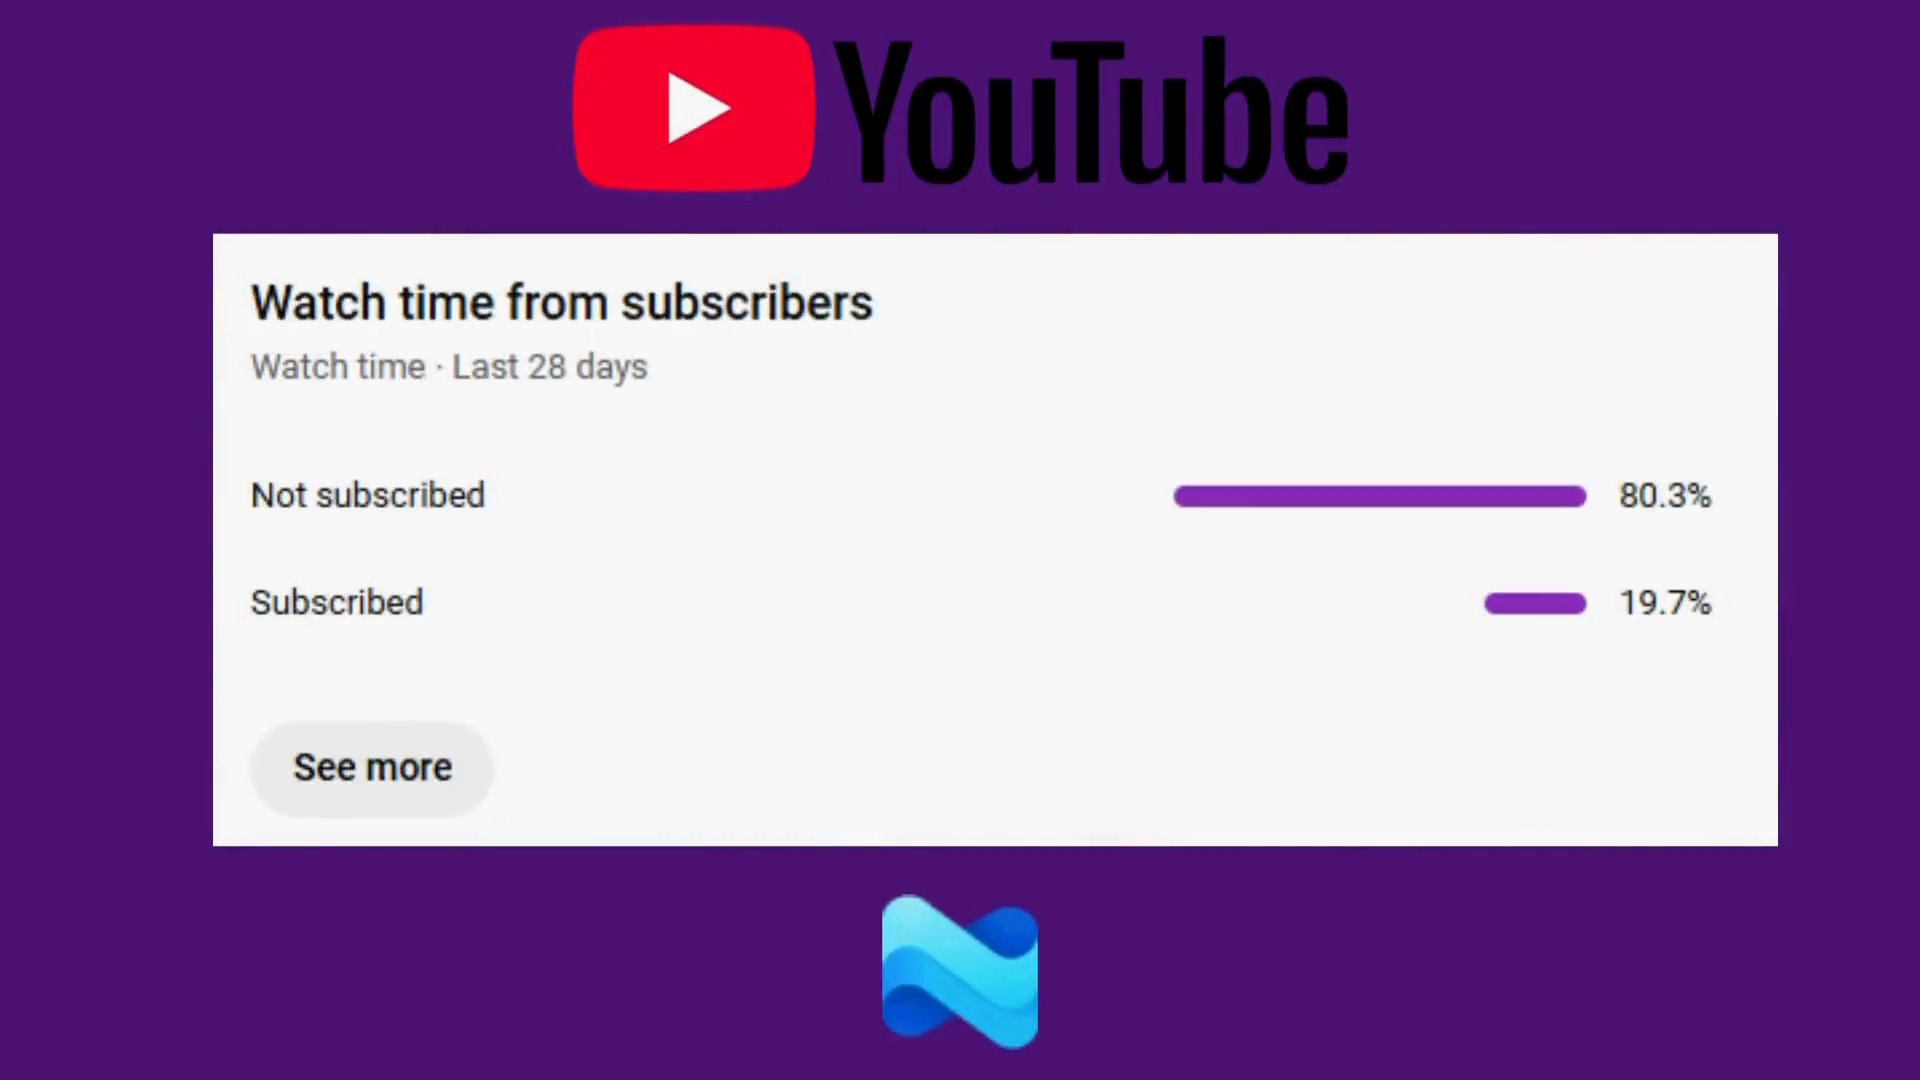 YouTube
Watch time from subscribers
Watch time · Last 28 days
Not subscribed 80.3%
Subscribed 19.7%
See more